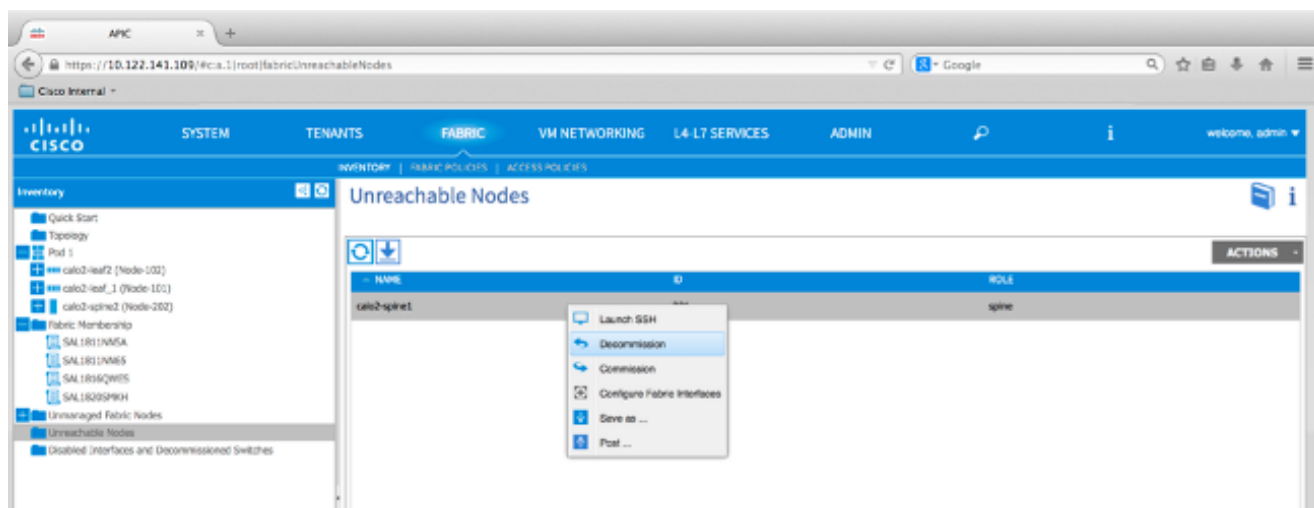 APIC × +
https://10.122.141.109/#c:a.1|root|fabricUnreachableNodes Google
Cisco Internal
CISCO SYSTEM TENANTS FABRIC VM NETWORKING L4-L7 SERVICES ADMIN i welcome, admin
INVENTORY | FABRIC POLICIES | ACCESS POLICIES
Inventory
Quick Start
Topology
Pod 1
calo2-leaf2 (Node-102)
calo2-leaf_1 (Node-101)
calo2-spine2 (Node-202)
Fabric Membership
SAL1811NN5A
SAL1811NN6S
SAL1816QWES
SAL1820SMKH
Unmanaged Fabric Nodes
Unreachable Nodes
Disabled Interfaces and Decommissioned Switches
Unreachable Nodes i
ACTIONS
NAME ID ROLE
calo2-spine1 spine
Launch SSH
Decommission
Commission
Configure Fabric Interfaces
Save as ...
Post ...